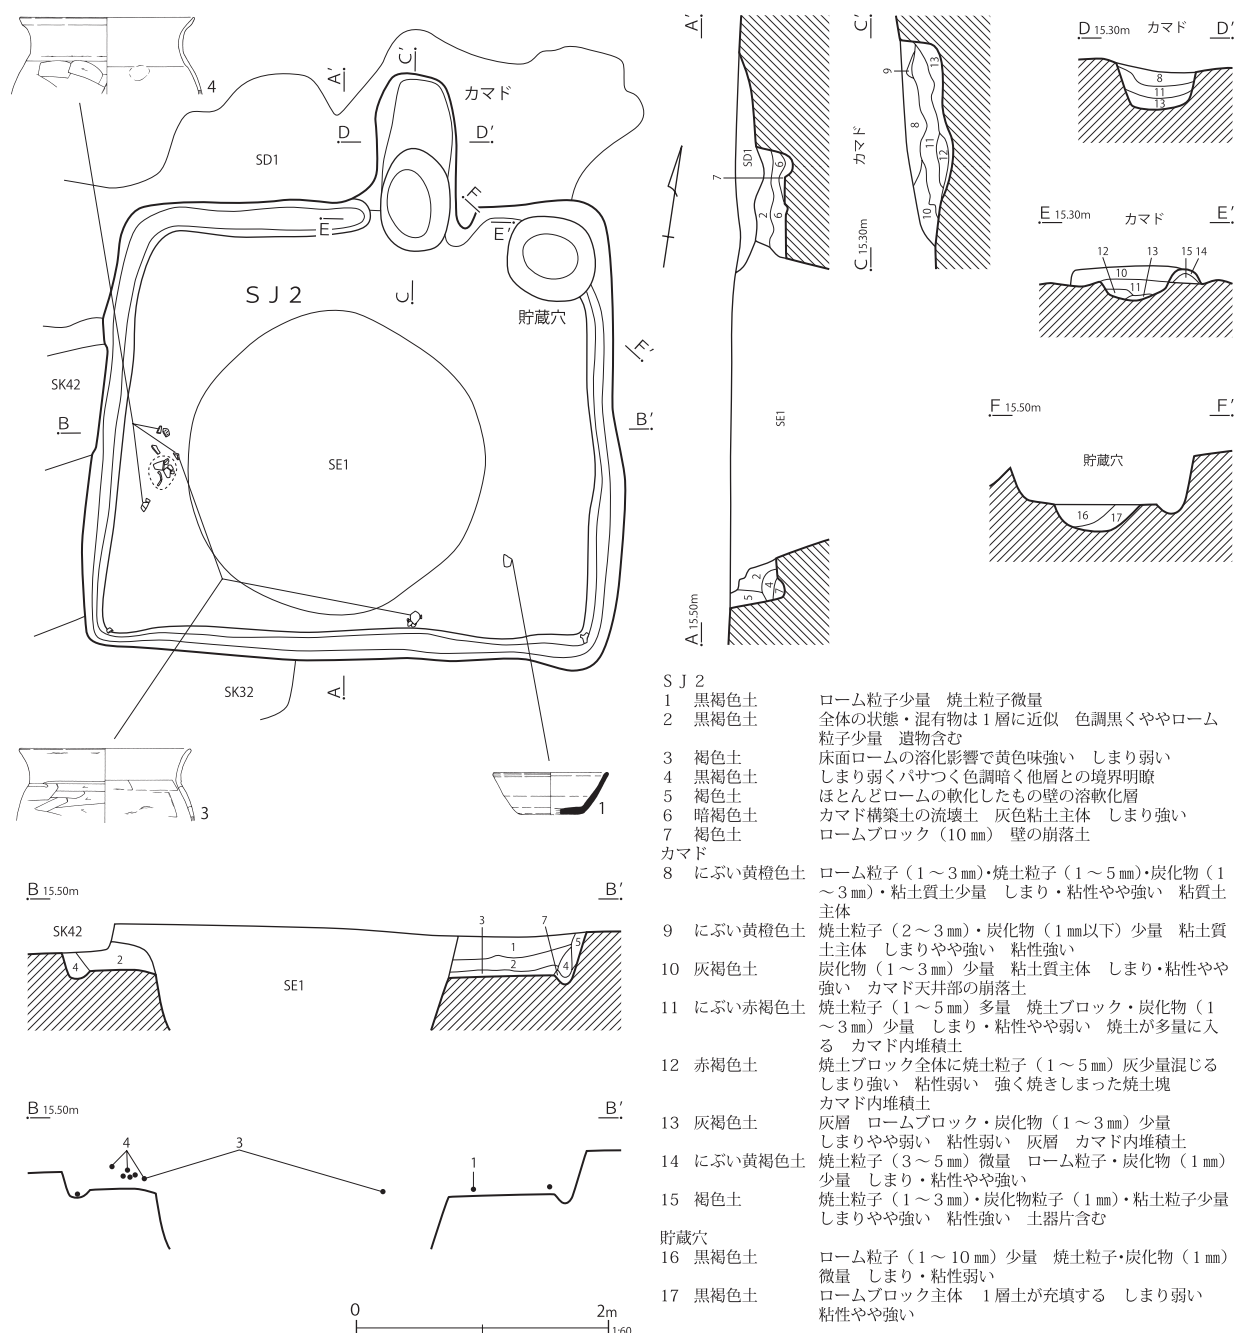 4
A′
C′
カマド
D
D′
SD1
F
E
E′
SJ2
C
貯蔵穴
F′
SK42
B
B′
SE1
SK32
A
3
1
A′
C′
9
13
8
カマド
11
12
SD1
6
7
2
6
10
C 15.30m
SE1
2
4
5
7
A 15.50m
D 15.30m カマド D′
8
11
13
E 15.30m カマド E′
12 13 15 14
10
11
F 15.50m F′
貯蔵穴
16 17
B 15.50m B′
SK42 3 7
1 5
4 2 2 4
SE1
B 15.50m B′
4 3
1
0 2m
1:60
SJ2
1 黒褐色土 ローム粒子少量 焼土粒子微量
2 黒褐色土 全体の状態・混有物は1層に近似 色調黒くややローム
粒子少量 遺物含む
3 褐色土 床面ロームの溶化影響で黄色味強い しまり弱い
4 黒褐色土 しまり弱くパサつく色調暗く他層との境界明瞭
5 褐色土 ほとんどロームの軟化したもの壁の溶軟化層
6 暗褐色土 カマド構築土の流壊土 灰色粘土主体 しまり強い
7 褐色土 ロームブロック（10㎜） 壁の崩落土
カマド
8 にぶい黄橙色土 ローム粒子（1～3㎜）・焼土粒子（1～5㎜）・炭化物（1
～3㎜）・粘土質土少量 しまり・粘性やや強い 粘質土
主体
9 にぶい黄橙色土 焼土粒子（2～3㎜）・炭化物（1㎜以下）少量 粘土質
土主体 しまりやや強い 粘性強い
10 灰褐色土 炭化物（1～3㎜）少量 粘土質主体 しまり・粘性やや
強い カマド天井部の崩落土
11 にぶい赤褐色土 焼土粒子（1～5㎜）多量 焼土ブロック・炭化物（1
～3㎜）少量 しまり・粘性やや弱い 焼土が多量に入
る カマド内堆積土
12 赤褐色土 焼土ブロック全体に焼土粒子（1～5㎜）灰少量混じる
しまり強い 粘性弱い 強く焼きしまった焼土塊
カマド内堆積土
13 灰褐色土 灰層 ロームブロック・炭化物（1～3㎜）少量
しまりやや弱い 粘性弱い 灰層 カマド内堆積土
14 にぶい黄褐色土 焼土粒子（3～5㎜）微量 ローム粒子・炭化物（1㎜）
少量 しまり・粘性やや強い
15 褐色土 焼土粒子（1～3㎜）・炭化物粒子（1㎜）・粘土粒子少量
しまりやや強い 粘性強い 土器片含む
貯蔵穴
16 黒褐色土 ローム粒子（1～10㎜）少量 焼土粒子・炭化物（1㎜）
微量 しまり・粘性弱い
17 黒褐色土 ロームブロック主体 1層土が充填する しまり弱い
粘性やや強い